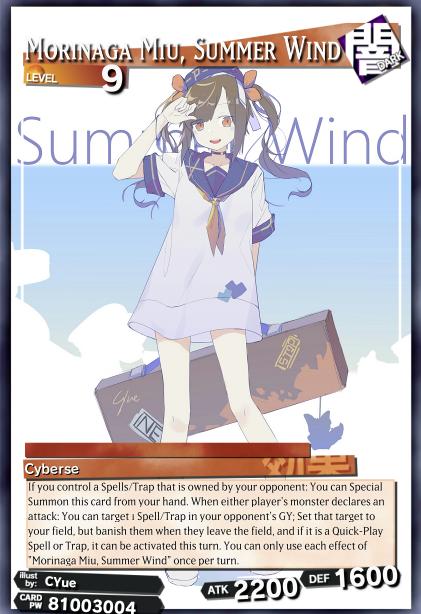 Morinaga Miu, Summer Wind
闇
DARK
LEVEL 9
Summer Wind
CYue
Cyberse
効果
If you control a Spells/Trap that is owned by your opponent: You can Special
Summon this card from your hand. When either player's monster declares an
attack: You can target 1 Spell/Trap in your opponent's GY; Set that target to
your field, but banish them when they leave the field, and if it is a Quick-Play
Spell or Trap, it can be activated this turn. You can only use each effect of
"Morinaga Miu, Summer Wind" once per turn.
illust by: CYue
ATK 2200 DEF 1600
CARD PW 81003004